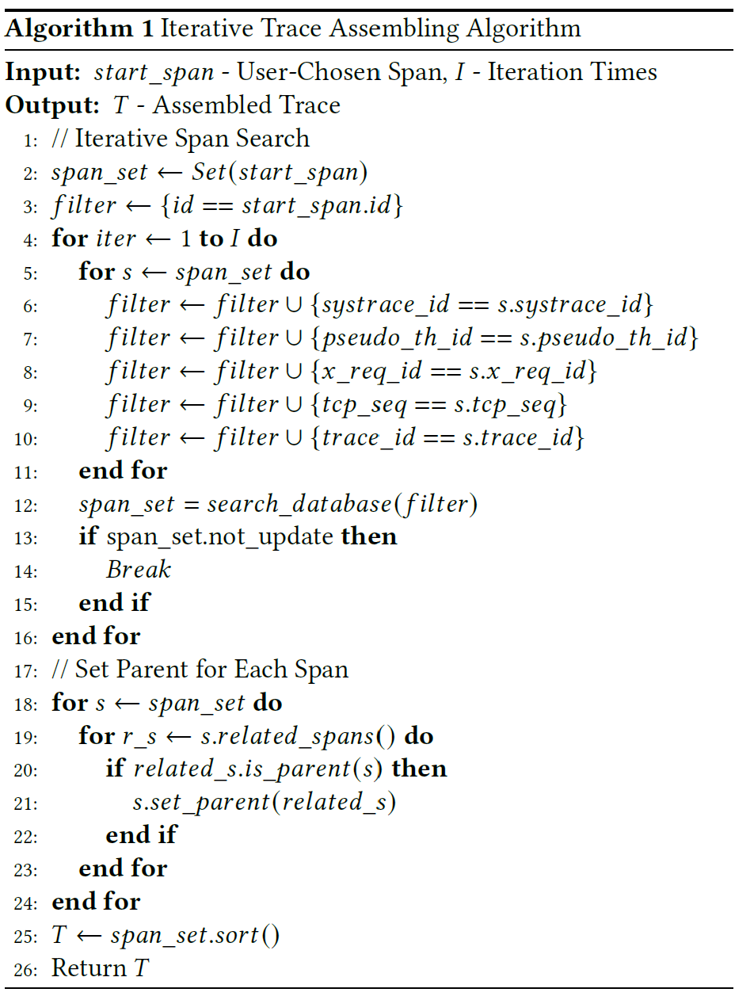 Algorithm 1 Iterative Trace Assembling Algorithm
Input: start_span - User-Chosen Span, I - Iteration Times
Output: T - Assembled Trace
1: // Iterative Span Search
2: span_set ← Set(start_span)
3: filter ← {id == start_span.id}
4: for iter ← 1 to I do
5: for s ← span_set do
6: filter ← filter ∪ {systrace_id == s.systrace_id}
7: filter ← filter ∪ {pseudo_th_id == s.pseudo_th_id}
8: filter ← filter ∪ {x_req_id == s.x_req_id}
9: filter ← filter ∪ {tcp_seq == s.tcp_seq}
10: filter ← filter ∪ {trace_id == s.trace_id}
11: end for
12: span_set = search_database(filter)
13: if span_set.not_update then
14: Break
15: end if
16: end for
17: // Set Parent for Each Span
18: for s ← span_set do
19: for r_s ← s.related_spans() do
20: if related_s.is_parent(s) then
21: s.set_parent(related_s)
22: end if
23: end for
24: end for
25: T ← span_set.sort()
26: Return T